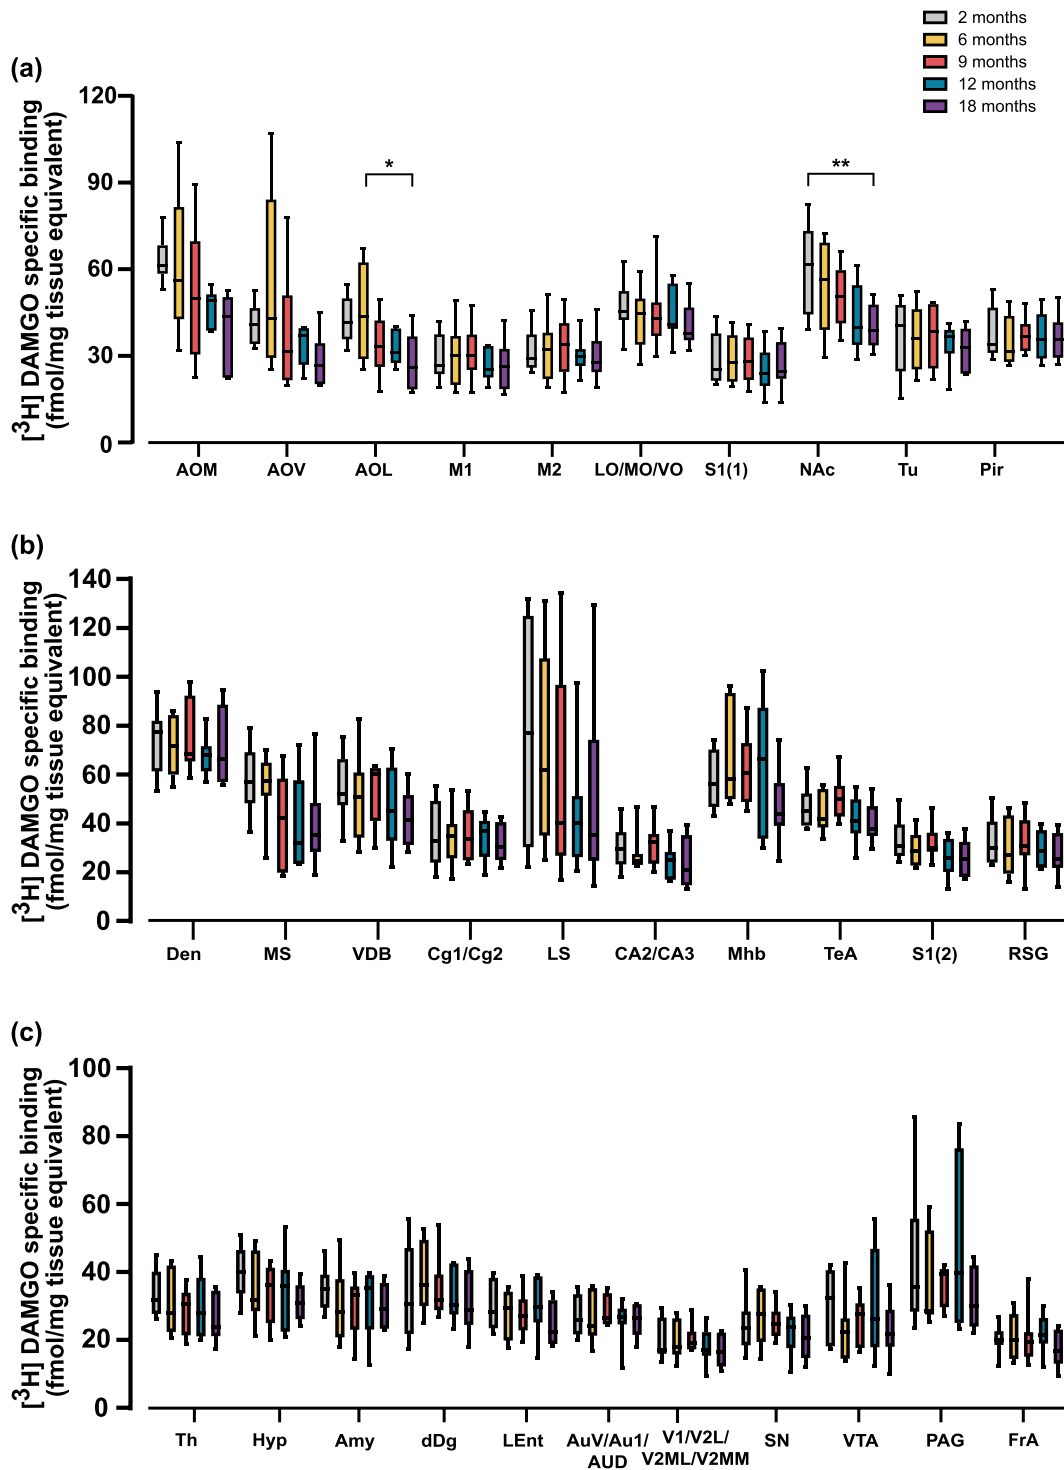 2 months
6 months
9 months
12 months
18 months
(a)
[³H] DAMGO specific binding
(fmol/mg tissue equivalent)
120
90
60
30
0
*
**
AOM AOV AOL M1 M2 LO/MO/VO S1(1) NAc Tu Pir
(b)
[³H] DAMGO specific binding
(fmol/mg tissue equivalent)
140
120
100
80
60
40
20
0
Den MS VDB Cg1/Cg2 LS CA2/CA3 Mhb TeA S1(2) RSG
(c)
[³H] DAMGO specific binding
(fmol/mg tissue equivalent)
100
80
60
40
20
0
Th Hyp Amy dDg LEnt AuV/Au1/ V1/V2L/ SN VTA PAG FrA
AUD V2ML/V2MM